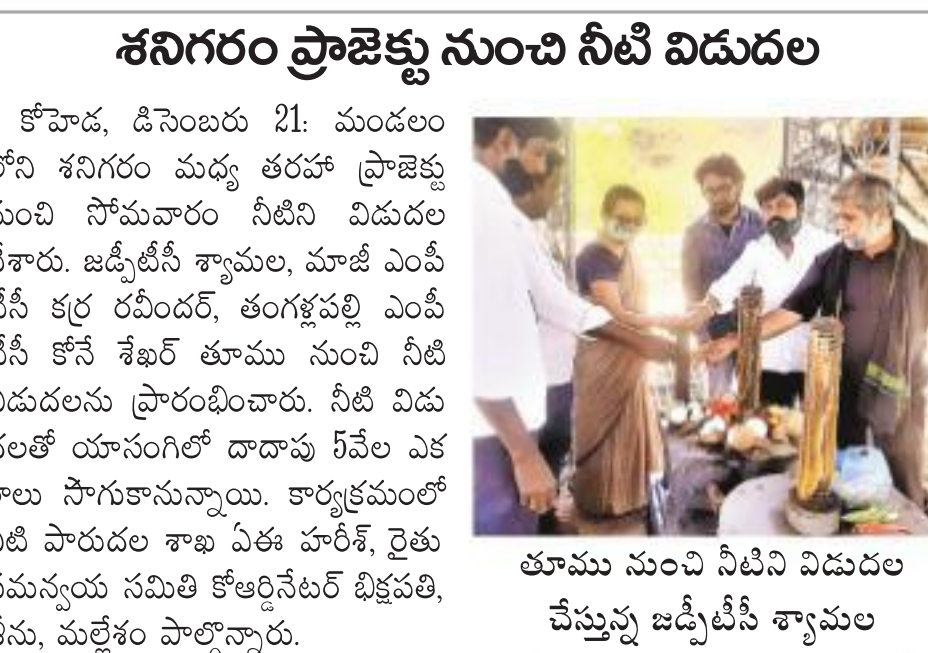 శనిగరం ప్రాజెక్టు నుంచి నీటి విడుదల
కోహెడ, డిసెంబరు 21: మండలం
లోని శనిగరం మధ్య తరహా ప్రాజెక్టు
నుంచి సోమవారం నీటిని విడుదల
చేశారు. జడ్పీటీసీ శ్యామల, మాజీ ఎంపీ
టీసీ కర్ర రవీందర్, తంగళ్లపల్లి ఎంపీ
టీసీ కోనే శేఖర్ తూము నుంచి నీటి
విడుదలను ప్రారంభించారు. నీటి విడు
దలతో యాసంగిలో దాదాపు 5వేల ఎక
రాలు సాగుకానున్నాయి. కార్యక్రమంలో
నీటి పారుదల శాఖ ఏఈ హరీశ్, రైతు
సమన్వయ సమితి కోఆర్డినేటర్ భిక్షపతి,
మల్లేశం పాల్గొన్నారు.
తూము నుంచి నీటిని విడుదల
చేస్తున్న జడ్పీటీసీ శ్యామల